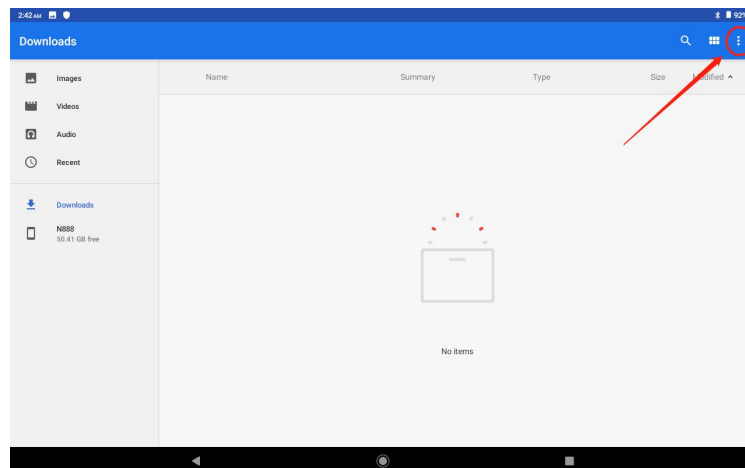 2:42 AM 92%
Downloads
Name Summary Type Size Modified
Images
Videos
Audio
Recent
Downloads
N888
50.41 GB free
No items